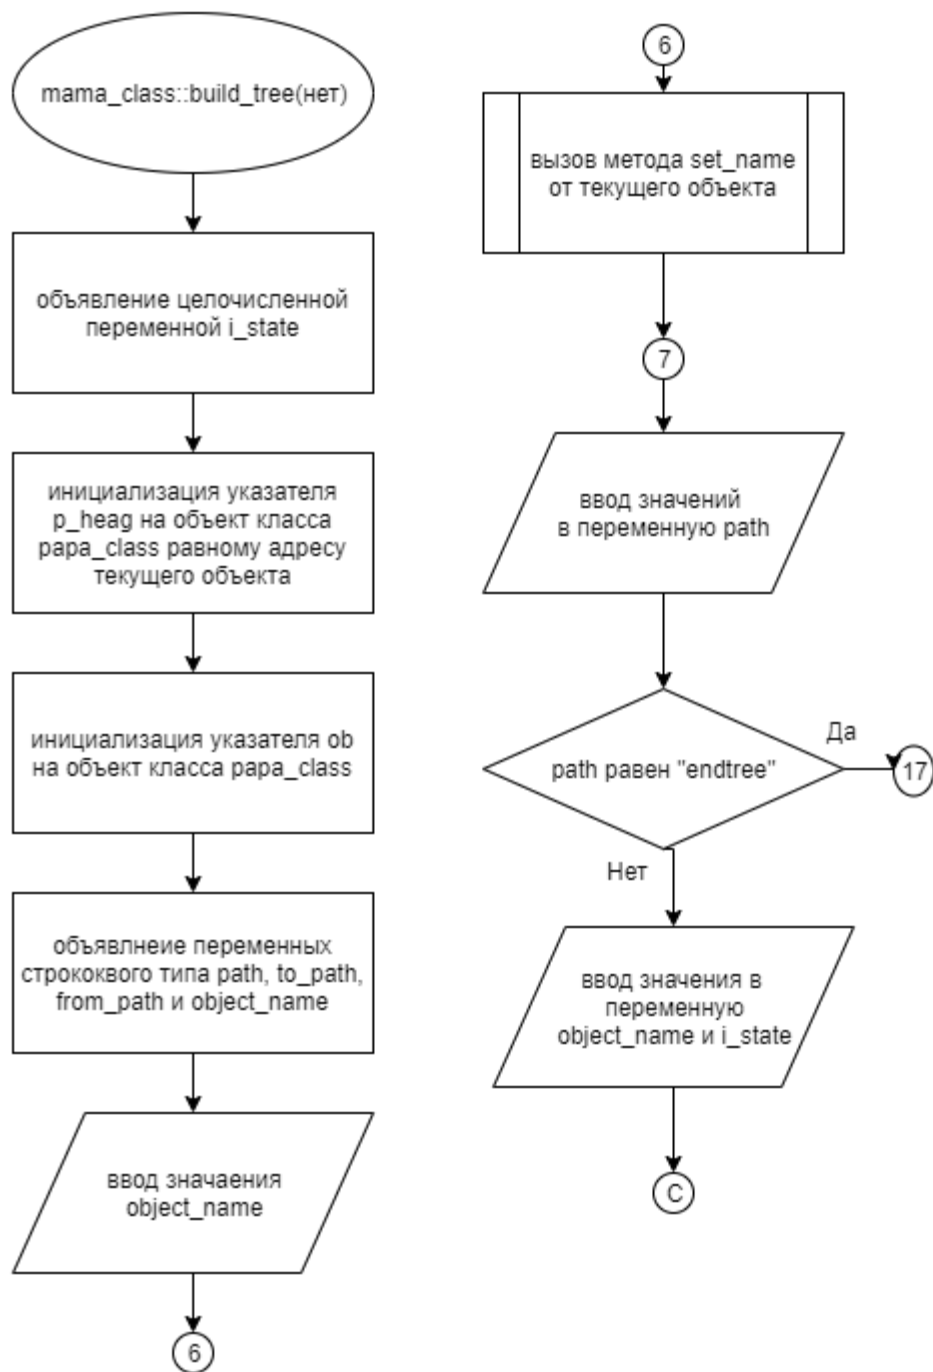 mama_class::build_tree(нет)
объявление целочисленной
переменной i_state
инициализация указателя
p_heag на объект класса
papa_class равному адресу
текущего объекта
инициализация указателя ob
на объект класса papa_class
объявлнеие переменных
стрококвого типа path, to_path,
from_path и object_name
ввод значаения
object_name
6
6
вызов метода set_name
от текущего объекта
7
ввод значений
в переменную path
path равен "endtree"
Да
17
Нет
ввод значения в
переменную
object_name и i_state
С